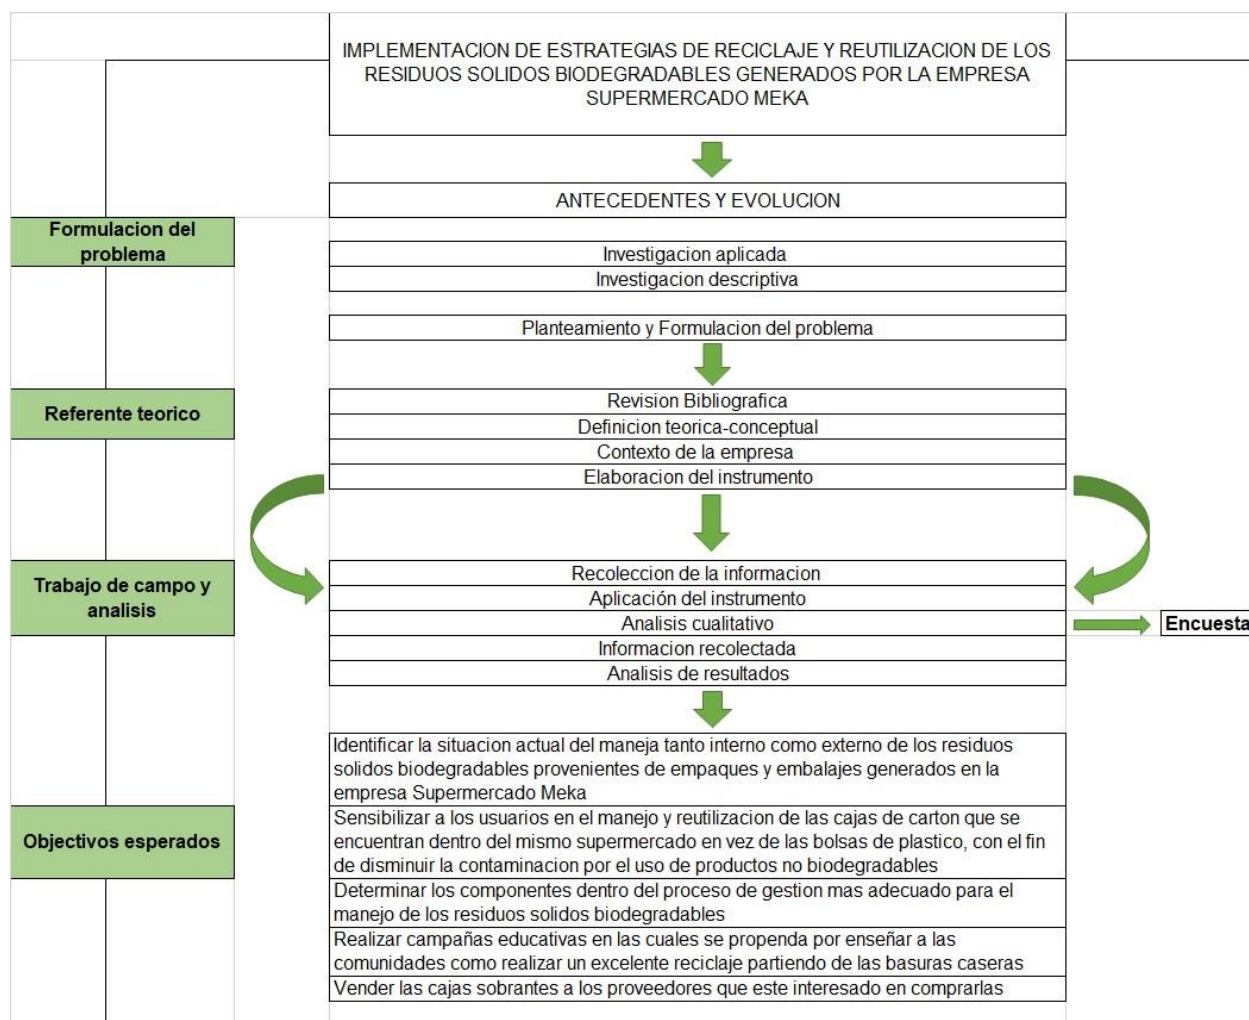 IMPLEMENTACION DE ESTRATEGIAS DE RECICLAJE Y REUTILIZACION DE LOS
RESIDUOS SOLIDOS BIODEGRADABLES GENERADOS POR LA EMPRESA
SUPERMERCADO MEKA
ANTECEDENTES Y EVOLUCION
Formulacion del
problema
Investigacion aplicada
Investigacion descriptiva
Planteamiento y Formulacion del problema
Referente teorico
Revision Bibliografica
Definicion teorica-conceptual
Contexto de la empresa
Elaboracion del instrumento
Trabajo de campo y
analisis
Recoleccion de la informacion
Aplicación del instrumento
Analisis cualitativo
Encuesta
Informacion recolectada
Analisis de resultados
Identificar la situacion actual del maneja tanto interno como externo de los residuos
solidos biodegradables provenientes de empaques y embalajes generados en la
empresa Supermercado Meka
Objectivos esperados
Sensibilizar a los usuarios en el manejo y reutilizacion de las cajas de carton que se
encuentran dentro del mismo supermercado en vez de las bolsas de plastico, con el fin
de disminuir la contaminacion por el uso de productos no biodegradables
Determinar los componentes dentro del proceso de gestion mas adecuado para el
manejo de los residuos solidos biodegradables
Realizar campañas educativas en las cuales se propenda por enseñar a las
comunidades como realizar un excelente reciclaje partiendo de las basuras caseras
Vender las cajas sobrantes a los proveedores que este interesado en comprarlas